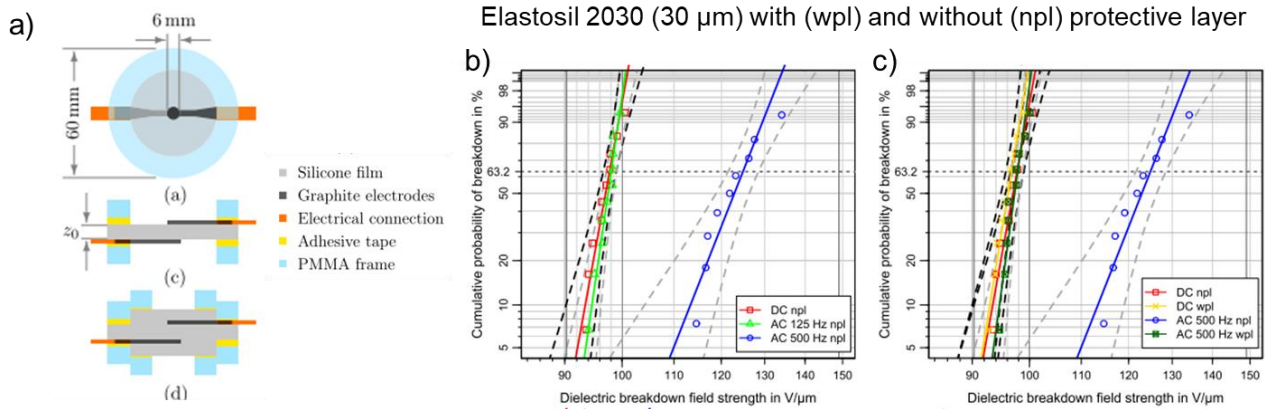 Elastosil 2030 (30 µm) with (wpl) and without (npl) protective layer
a)
6 mm
60 mm
(a)
z0
(c)
(d)
Silicone film
Graphite electrodes
Electrical connection
Adhesive tape
PMMA frame
b)
Cumulative probability of breakdown in %
98
90
63.2
50
20
10
5
DC npl
AC 125 Hz npl
AC 500 Hz npl
90 100 110 120 130 140 150
Dielectric breakdown field strength in V/µm
c)
Cumulative probability of breakdown in %
98
90
63.2
50
20
10
5
DC npl
DC wpl
AC 500 Hz npl
AC 500 Hz wpl
90 100 110 120 130 140 150
Dielectric breakdown field strength in V/µm